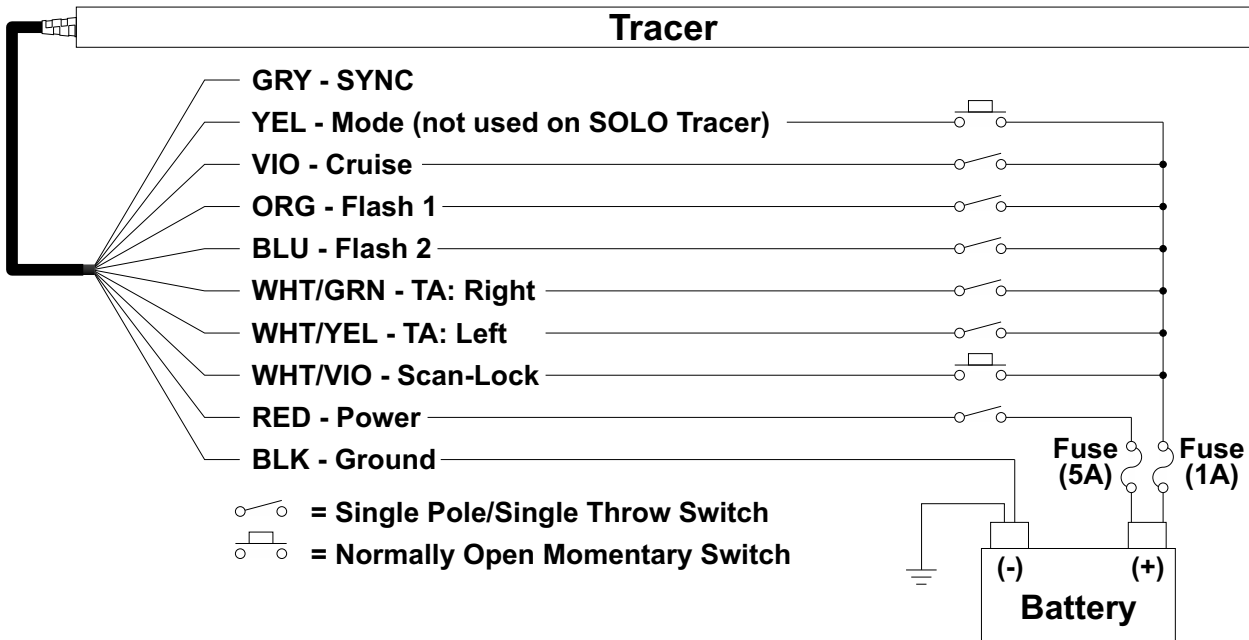 Tracer
GRY - SYNC
YEL - Mode (not used on SOLO Tracer)
VIO - Cruise
ORG - Flash 1
BLU - Flash 2
WHT/GRN - TA: Right
WHT/YEL - TA: Left
WHT/VIO - Scan-Lock
RED - Power
BLK - Ground
Fuse
(5A)
Fuse
(1A)
= Single Pole/Single Throw Switch
= Normally Open Momentary Switch
(-)
(+)
Battery